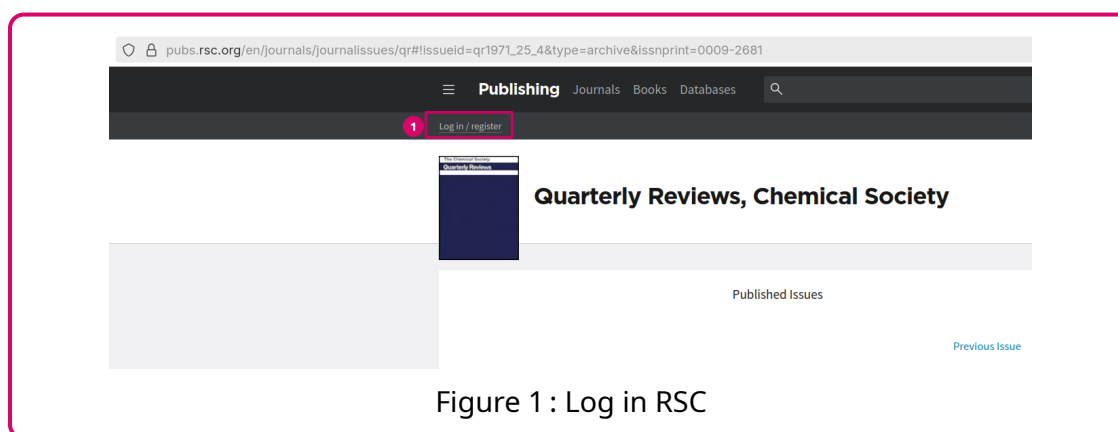 pubs.rsc.org/en/journals/journalissues/qr#!issueid=qr1971_25_4&type=archive&issnprint=0009-2681
Publishing Journals Books Databases
1 Log in / register
The Chemical Society
Quarterly Reviews
Quarterly Reviews, Chemical Society
Published Issues
Previous Issue
Figure 1 : Log in RSC